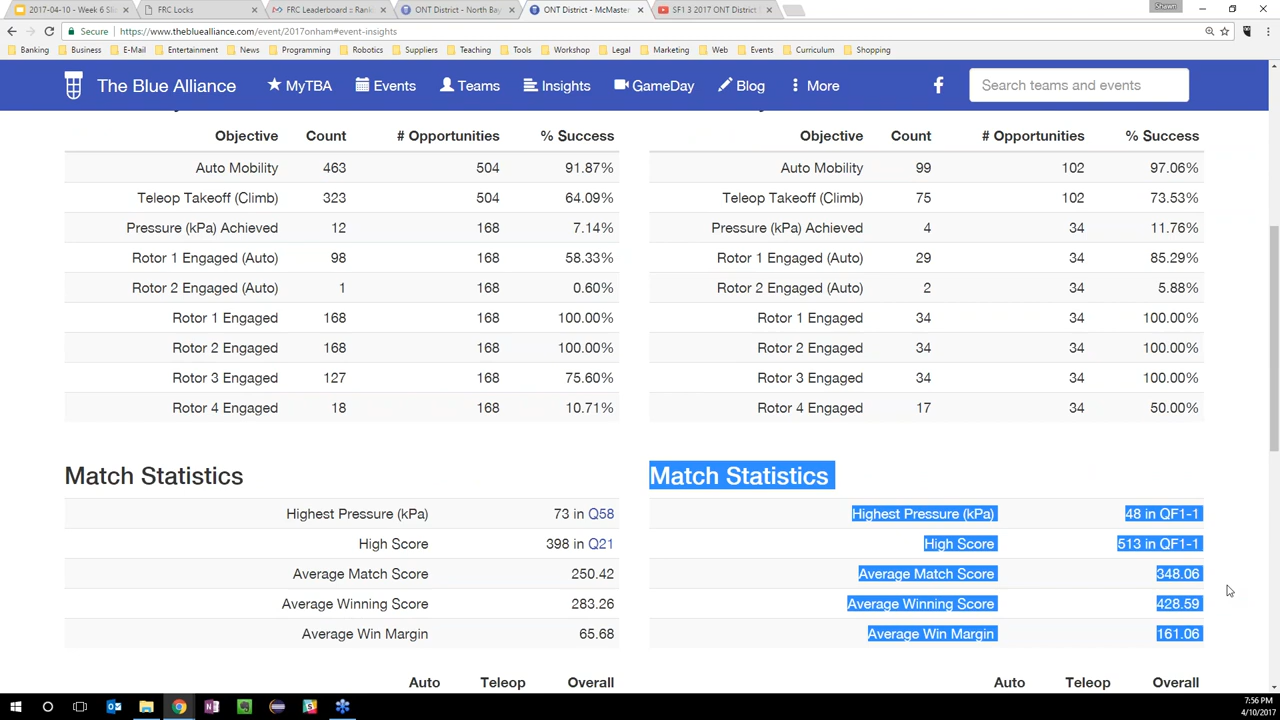 2017-04-10 - Week 6 Sli
FRC Locks
FRC Leaderboard :: Rank
ONT District - North Bay
ONT District - McMaster
SF1 3 2017 ONT District E
Shawn
Secure
https://www.thebluealliance.com/event/2017onham#event-insights
Banking Business E-Mail Entertainment News Programming Robotics Suppliers Teaching Tools Workshop Legal Marketing Web Events Curriculum Shopping
The Blue Alliance MyTBA Events Teams Insights GameDay Blog More Search teams and events
Objective Count # Opportunities % Success
Auto Mobility 463 504 91.87%
Teleop Takeoff (Climb) 323 504 64.09%
Pressure (kPa) Achieved 12 168 7.14%
Rotor 1 Engaged (Auto) 98 168 58.33%
Rotor 2 Engaged (Auto) 1 168 0.60%
Rotor 1 Engaged 168 168 100.00%
Rotor 2 Engaged 168 168 100.00%
Rotor 3 Engaged 127 168 75.60%
Rotor 4 Engaged 18 168 10.71%
Match Statistics
Highest Pressure (kPa) 73 in Q58
High Score 398 in Q21
Average Match Score 250.42
Average Winning Score 283.26
Average Win Margin 65.68
Auto Teleop Overall
Objective Count # Opportunities % Success
Auto Mobility 99 102 97.06%
Teleop Takeoff (Climb) 75 102 73.53%
Pressure (kPa) Achieved 4 34 11.76%
Rotor 1 Engaged (Auto) 29 34 85.29%
Rotor 2 Engaged (Auto) 2 34 5.88%
Rotor 1 Engaged 34 34 100.00%
Rotor 2 Engaged 34 34 100.00%
Rotor 3 Engaged 34 34 100.00%
Rotor 4 Engaged 17 34 50.00%
Match Statistics
Highest Pressure (kPa) 48 in QF1-1
High Score 513 in QF1-1
Average Match Score 348.06
Average Winning Score 428.59
Average Win Margin 161.06
Auto Teleop Overall
7:56 PM
4/10/2017